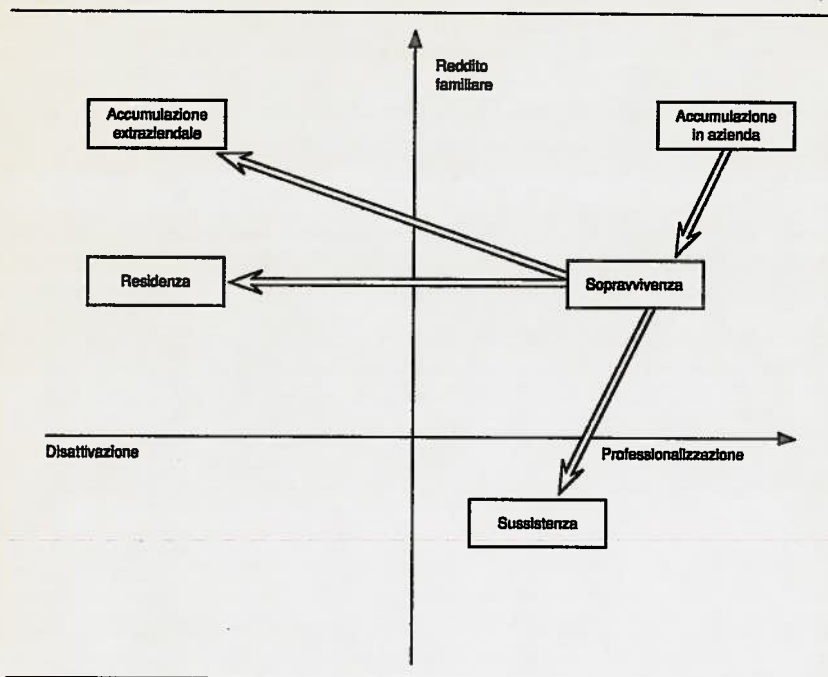 Reddito
familiare
Accumulazione
extraziendale
Accumulazione
in azienda
Residenza
Sopravvivenza
Disattivazione
Professionalizzazione
Sussistenza